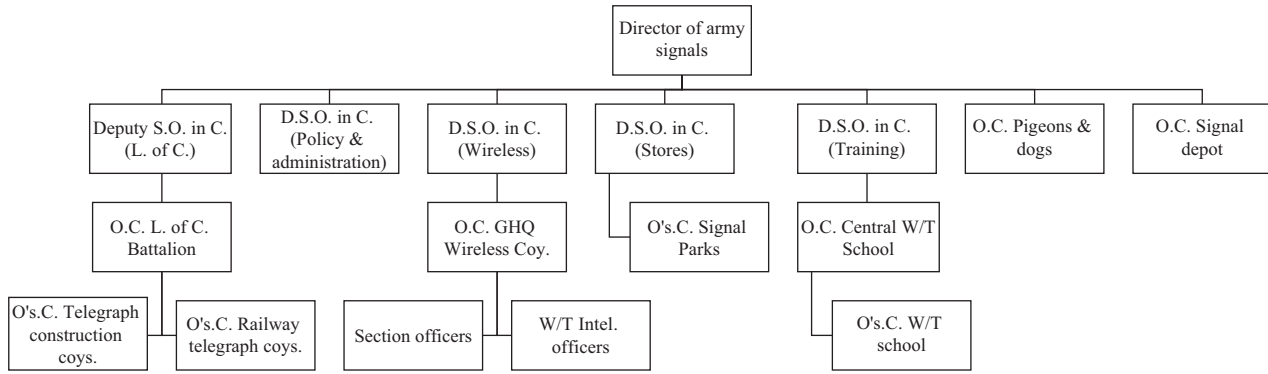 Director of army
signals
Deputy S.O. in C.
(L. of C.)
D.S.O. in C.
(Policy &
administration)
D.S.O. in C.
(Wireless)
D.S.O. in C.
(Stores)
D.S.O. in C.
(Training)
O.C. Pigeons &
dogs
O.C. Signal
depot
O.C. L. of C.
Battalion
O.C. GHQ
Wireless Coy.
O's.C. Signal
Parks
O.C. Central W/T
School
O's.C. Telegraph
construction
coys.
O's.C. Railway
telegraph coys.
Section officers
W/T Intel.
officers
O's.C. W/T
school